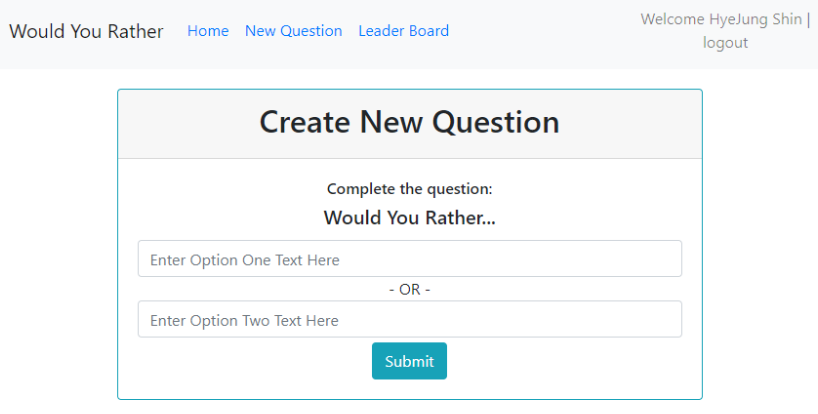 Would You Rather Home New Question Leader Board Welcome HyeJung Shin |
logout
Create New Question
Complete the question:
Would You Rather...
Enter Option One Text Here
- OR -
Enter Option Two Text Here
Submit